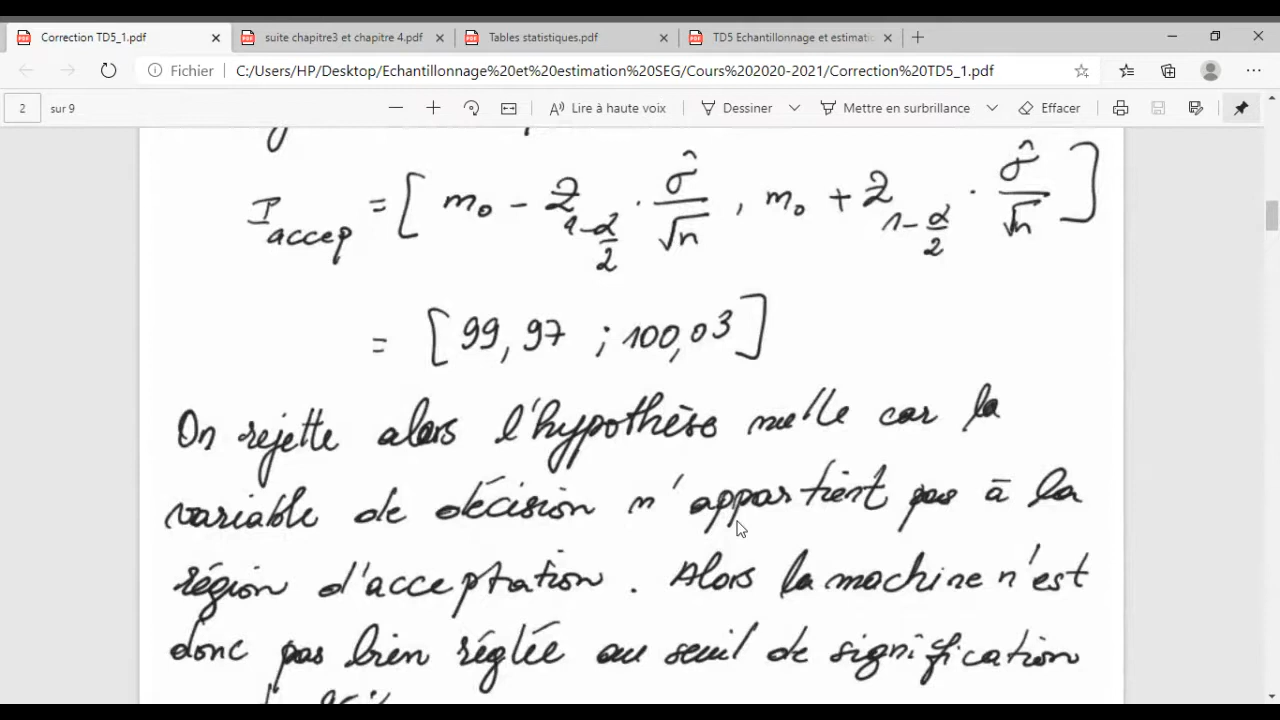 Correction TD5_1.pdf
suite chapitre3 et chapitre 4.pdf
Tables statistiques.pdf
TD5 Echantillonnage et estimati
Fichier
C:/Users/HP/Desktop/Echantillonnage%20et%20estimation%20SEG/Cours%202020-2021/Correction%20TD5_1.pdf
2 sur 9
Lire à haute voix
Dessiner
Mettre en surbrillance
Effacer
I accep = [ m₀ - Z 1-α/2 · σ̂/√n , m₀ + Z 1-α/2 · σ̂/√n ]
= [ 99,97 ; 100,03 ]
On rejette alors l'hypothèse nulle car la
variable de décision n'appartient pas à la
région d'acceptation. Alors la machine n'est
donc pas bien réglée au seuil de signification